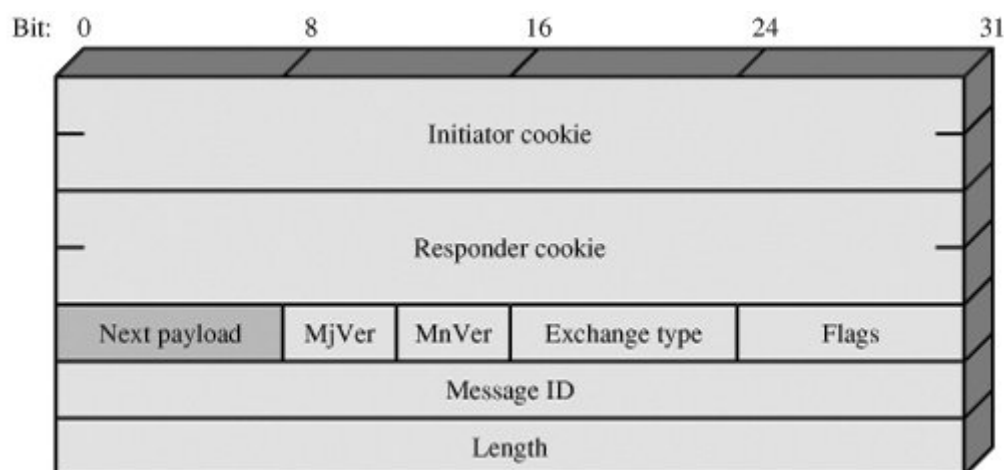 Bit: 0 8 16 24 31
Initiator cookie
Responder cookie
Next payload MjVer MnVer Exchange type Flags
Message ID
Length